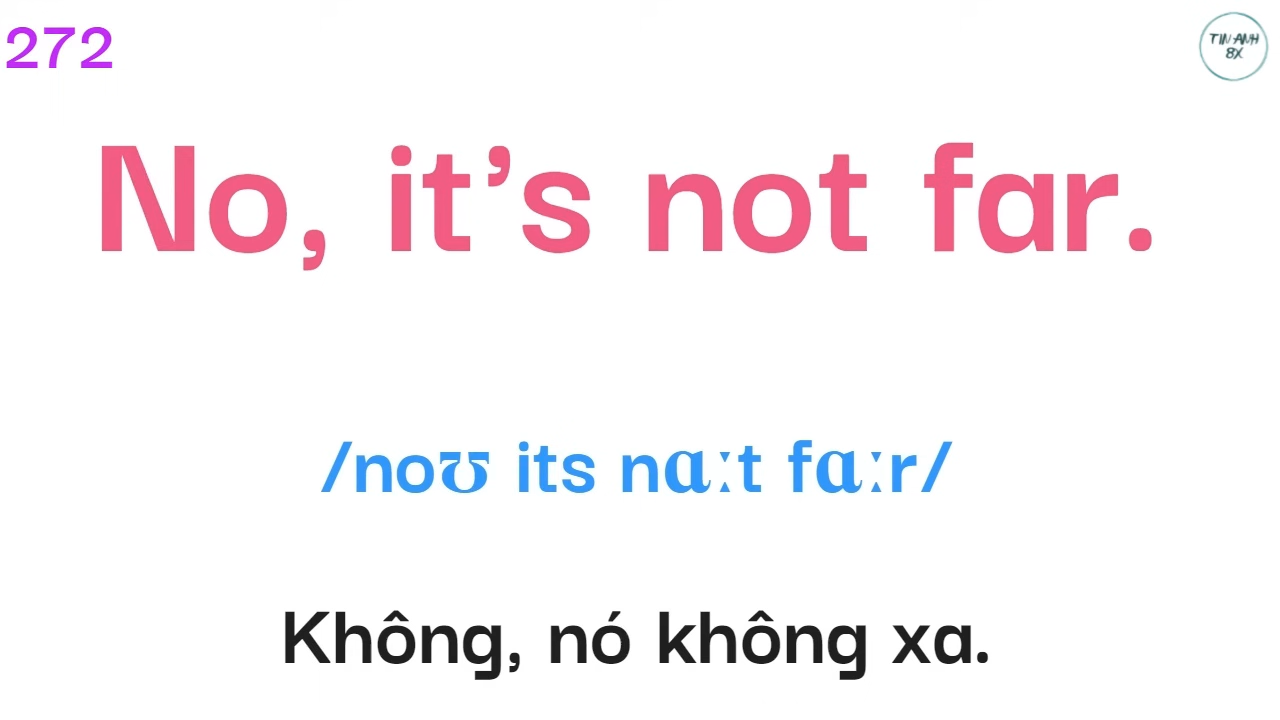 272
TIN ANH
8X
No, it’s not far.
/noʊ its nɑːt fɑːr/
Không, nó không xa.